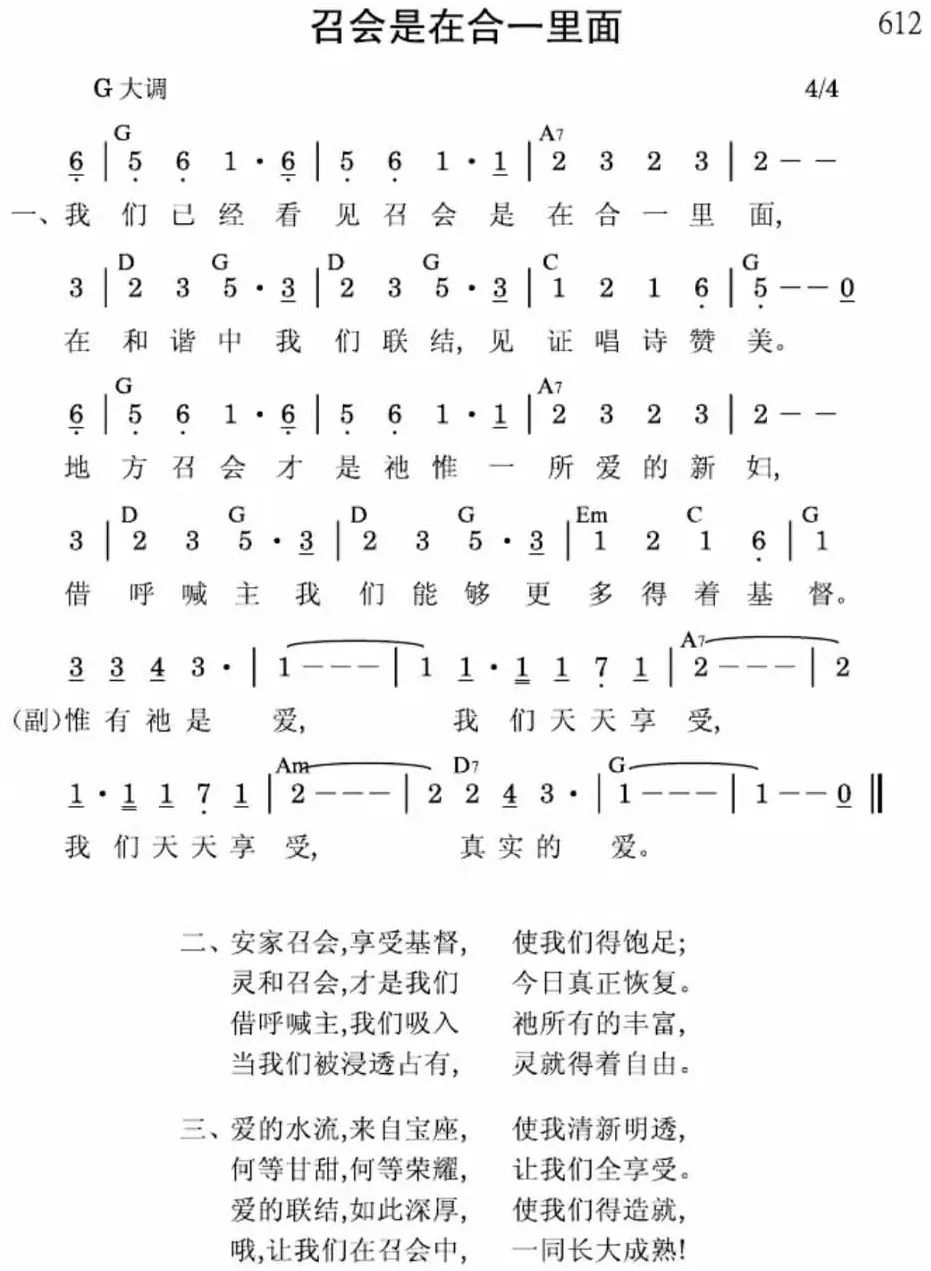 召会是在合一里面 612
G大调 4/4
G A7
6 | 5 6 1 · 6 | 5 6 1 · 1 | 2 3 2 3 | 2 — —
一、我们已经看见召会是在合一里面,
D G D G C G
3 | 2 3 5 · 3 | 2 3 5 · 3 | 1 2 1 6 | 5 — — 0
在和谐中我们联结,见证唱诗赞美。
G A7
6 | 5 6 1 · 6 | 5 6 1 · 1 | 2 3 2 3 | 2 — —
地方召会才是祂惟一所爱的新妇,
D G D G Em C G
3 | 2 3 5 · 3 | 2 3 5 · 3 | 1 2 1 6 | 1
借呼喊主我们能够更多得着基督。
A7
3 3 4 3 · | 1 — — — | 1 1 · 1 1 7 1 | 2 — — — | 2
(副)惟有祂是爱,我们天天享受,
Am D7 G
1 · 1 1 7 1 | 2 — — — | 2 2 4 3 · | 1 — — — | 1 — — 0 ‖
我们天天享受,真实的爱。
二、安家召会,享受基督, 使我们得饱足;
灵和召会,才是我们 今日真正恢复。
借呼喊主,我们吸入 祂所有的丰富,
当我们被浸透占有, 灵就得着自由。
三、爱的水流,来自宝座, 使我清新明透,
何等甘甜,何等荣耀, 让我们全享受。
爱的联结,如此深厚, 使我们得造就,
哦,让我们在召会中, 一同长大成熟!